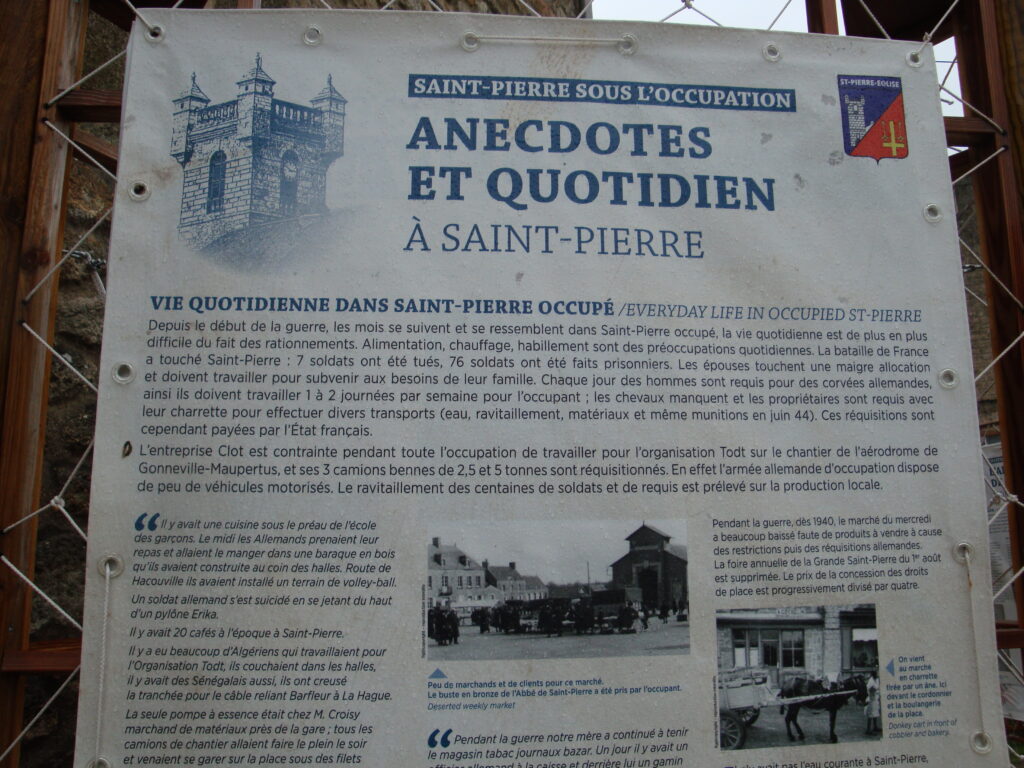 SAINT-PIERRE SOUS L'OCCUPATION
ST-PIERRE-EGLISE
ANECDOTES
ET QUOTIDIEN
À SAINT-PIERRE
VIE QUOTIDIENNE DANS SAINT-PIERRE OCCUPÉ /EVERYDAY LIFE IN OCCUPIED ST-PIERRE
Depuis le début de la guerre, les mois se suivent et se ressemblent dans Saint-Pierre occupé, la vie quotidienne est de plus en plus
difficile du fait des rationnements. Alimentation, chauffage, habillement sont des préoccupations quotidiennes. La bataille de France
a touché Saint-Pierre : 7 soldats ont été tués, 76 soldats ont été faits prisonniers. Les épouses touchent une maigre allocation
et doivent travailler pour subvenir aux besoins de leur famille. Chaque jour des hommes sont requis pour des corvées allemandes,
ainsi ils doivent travailler 1 à 2 journées par semaine pour l'occupant ; les chevaux manquent et les propriétaires sont requis avec
leur charrette pour effectuer divers transports (eau, ravitaillement, matériaux et même munitions en juin 44). Ces réquisitions sont
cependant payées par l'État français.
L'entreprise Clot est contrainte pendant toute l'occupation de travailler pour l'organisation Todt sur le chantier de l'aérodrome de
Gonneville-Maupertus, et ses 3 camions bennes de 2,5 et 5 tonnes sont réquisitionnés. En effet l'armée allemande d'occupation dispose
de peu de véhicules motorisés. Le ravitaillement des centaines de soldats et de requis est prélevé sur la production locale.
“ Il y avait une cuisine sous le préau de l'école
des garçons. Le midi les Allemands prenaient leur
repas et allaient le manger dans une baraque en bois
qu'ils avaient construite au coin des halles. Route de
Hacouville ils avaient installé un terrain de volley-ball.
Un soldat allemand s'est suicidé en se jetant du haut
d'un pylône Erika.
Il y avait 20 cafés à l'époque à Saint-Pierre.
Il y a eu beaucoup d'Algériens qui travaillaient pour
l'Organisation Todt, ils couchaient dans les halles,
il y avait des Sénégalais aussi, ils ont creusé
la tranchée pour le câble reliant Barfleur à La Hague.
La seule pompe à essence était chez M. Croisy
marchand de matériaux près de la gare ; tous les
camions de chantier allaient faire le plein le soir
et venaient se garer sur la place sous des filets
Peu de marchands et de clients pour ce marché.
Le buste en bronze de l'Abbé de Saint-Pierre a été pris par l'occupant.
Deserted weekly market
“ Pendant la guerre notre mère a continué à tenir
le magasin tabac journaux bazar. Un jour il y avait un
officier allemand à la caisse et derrière lui un gamin
Pendant la guerre, dès 1940, le marché du mercredi
a beaucoup baissé faute de produits à vendre à cause
des restrictions puis des réquisitions allemandes.
La foire annuelle de la Grande Saint-Pierre du 1er août
est supprimée. Le prix de la concession des droits
de place est progressivement divisé par quatre.
On vient
au marché
en charrette
tirée par un âne. Ici
devant le cordonnier
et la boulangerie
de la place.
Donkey cart in front of
cobbler and bakery.
avait pas l'eau courante à Saint-Pierre,